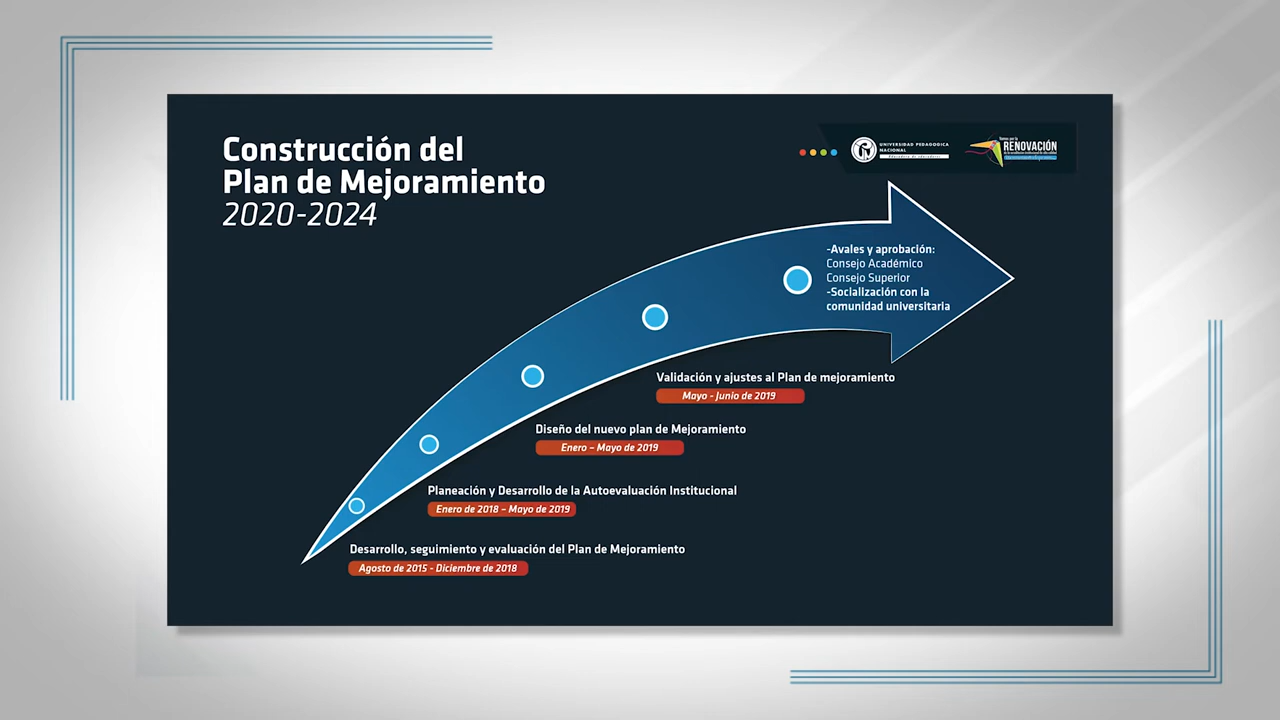 Construcción del
Plan de Mejoramiento
2020-2024
UNIVERSIDAD PEDAGÓGICA
NACIONAL
Educadora de educadores
RENOVACIÓN
-Avales y aprobación:
Consejo Académico
Consejo Superior
-Socialización con la
comunidad universitaria
Validación y ajustes al Plan de mejoramiento
Mayo - Junio de 2019
Diseño del nuevo plan de Mejoramiento
Enero – Mayo de 2019
Planeación y Desarrollo de la Autoevaluación Institucional
Enero de 2018 – Mayo de 2019
Desarrollo, seguimiento y evaluación del Plan de Mejoramiento
Agosto de 2015 - Diciembre de 2018